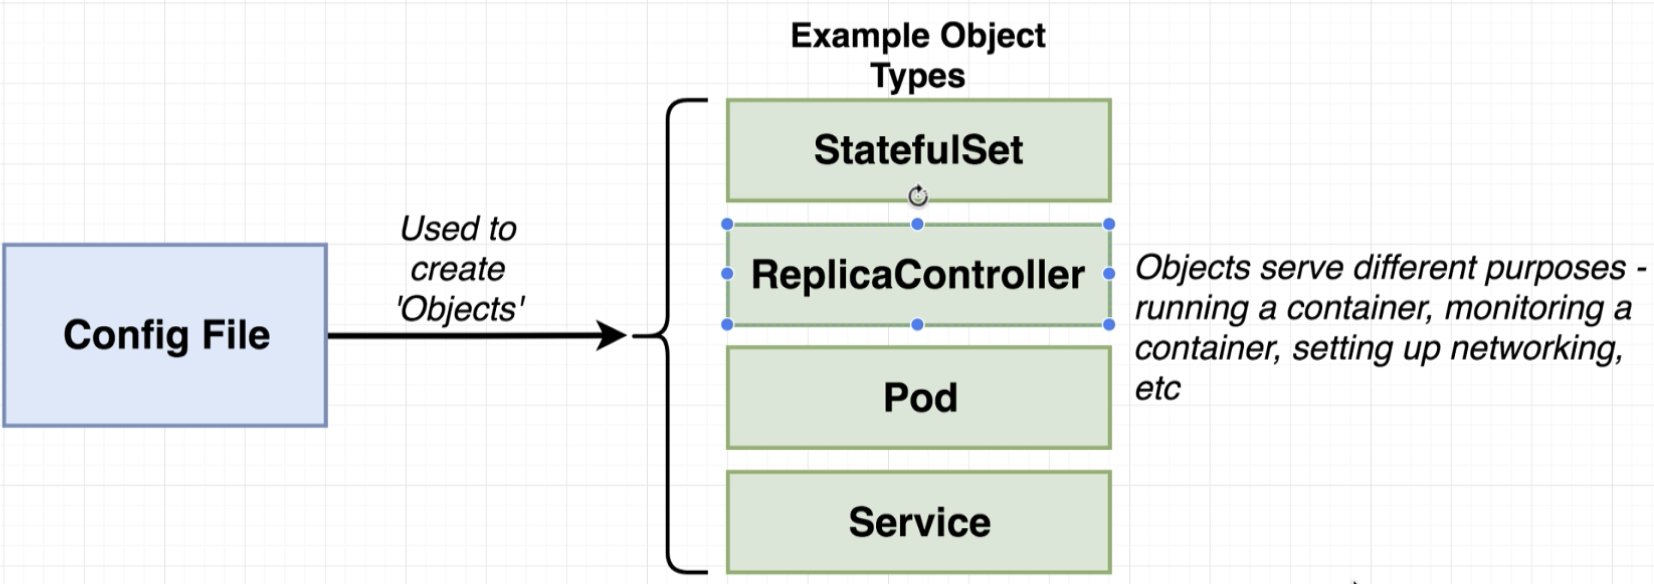 Example Object
Types
StatefulSet
Used to
create
'Objects'
Config File
ReplicaController
Pod
Service
Objects serve different purposes -
running a container, monitoring a
container, setting up networking,
etc